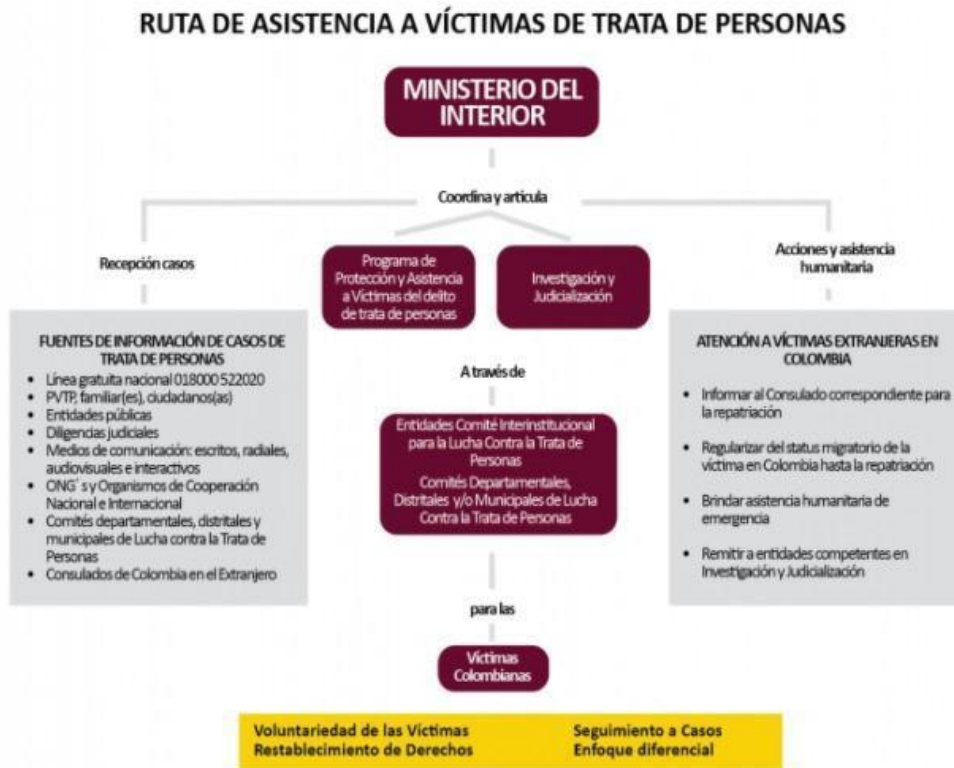 RUTA DE ASISTENCIA A VÍCTIMAS DE TRATA DE PERSONAS
MINISTERIO DEL
INTERIOR
Coordina y articula
Recepción casos
Programa de
Protección y Asistencia
a Víctimas del delito
de trata de personas
Investigación y
Judicialización
Acciones y asistencia
humanitaria
FUENTES DE INFORMACIÓN DE CASOS DE
TRATA DE PERSONAS
• Línea gratuita nacional 018000 522020
• PVTP, familiar(es), ciudadanos(as)
• Entidades públicas
• Diligencias judiciales
• Medios de comunicación: escritos, radiales,
audiovisuales e interactivos
• ONG´ s y Organismos de Cooperación
Nacional e Internacional
• Comités departamentales, distritales y
municipales de Lucha contra la Trata de
Personas
• Consulados de Colombia en el Extranjero
A través de
Entidades Comité Interinstitucional
para la Lucha Contra la Trata de
Personas
Comités Departamentales,
Distritales y/o Municipales de Lucha
Contra la Trata de Personas
ATENCIÓN A VÍCTIMAS EXTRANJERAS EN
COLOMBIA
• Informar al Consulado correspondiente para
la repatriación
• Regularizar del status migratorio de la
víctima en Colombia hasta la repatriación
• Brindar asistencia humanitaria de
emergencia
• Remitir a entidades competentes en
Investigación y Judicialización
para las
Víctimas
Colombianas
Voluntariedad de las Víctimas
Restablecimiento de Derechos
Seguimiento a Casos
Enfoque diferencial